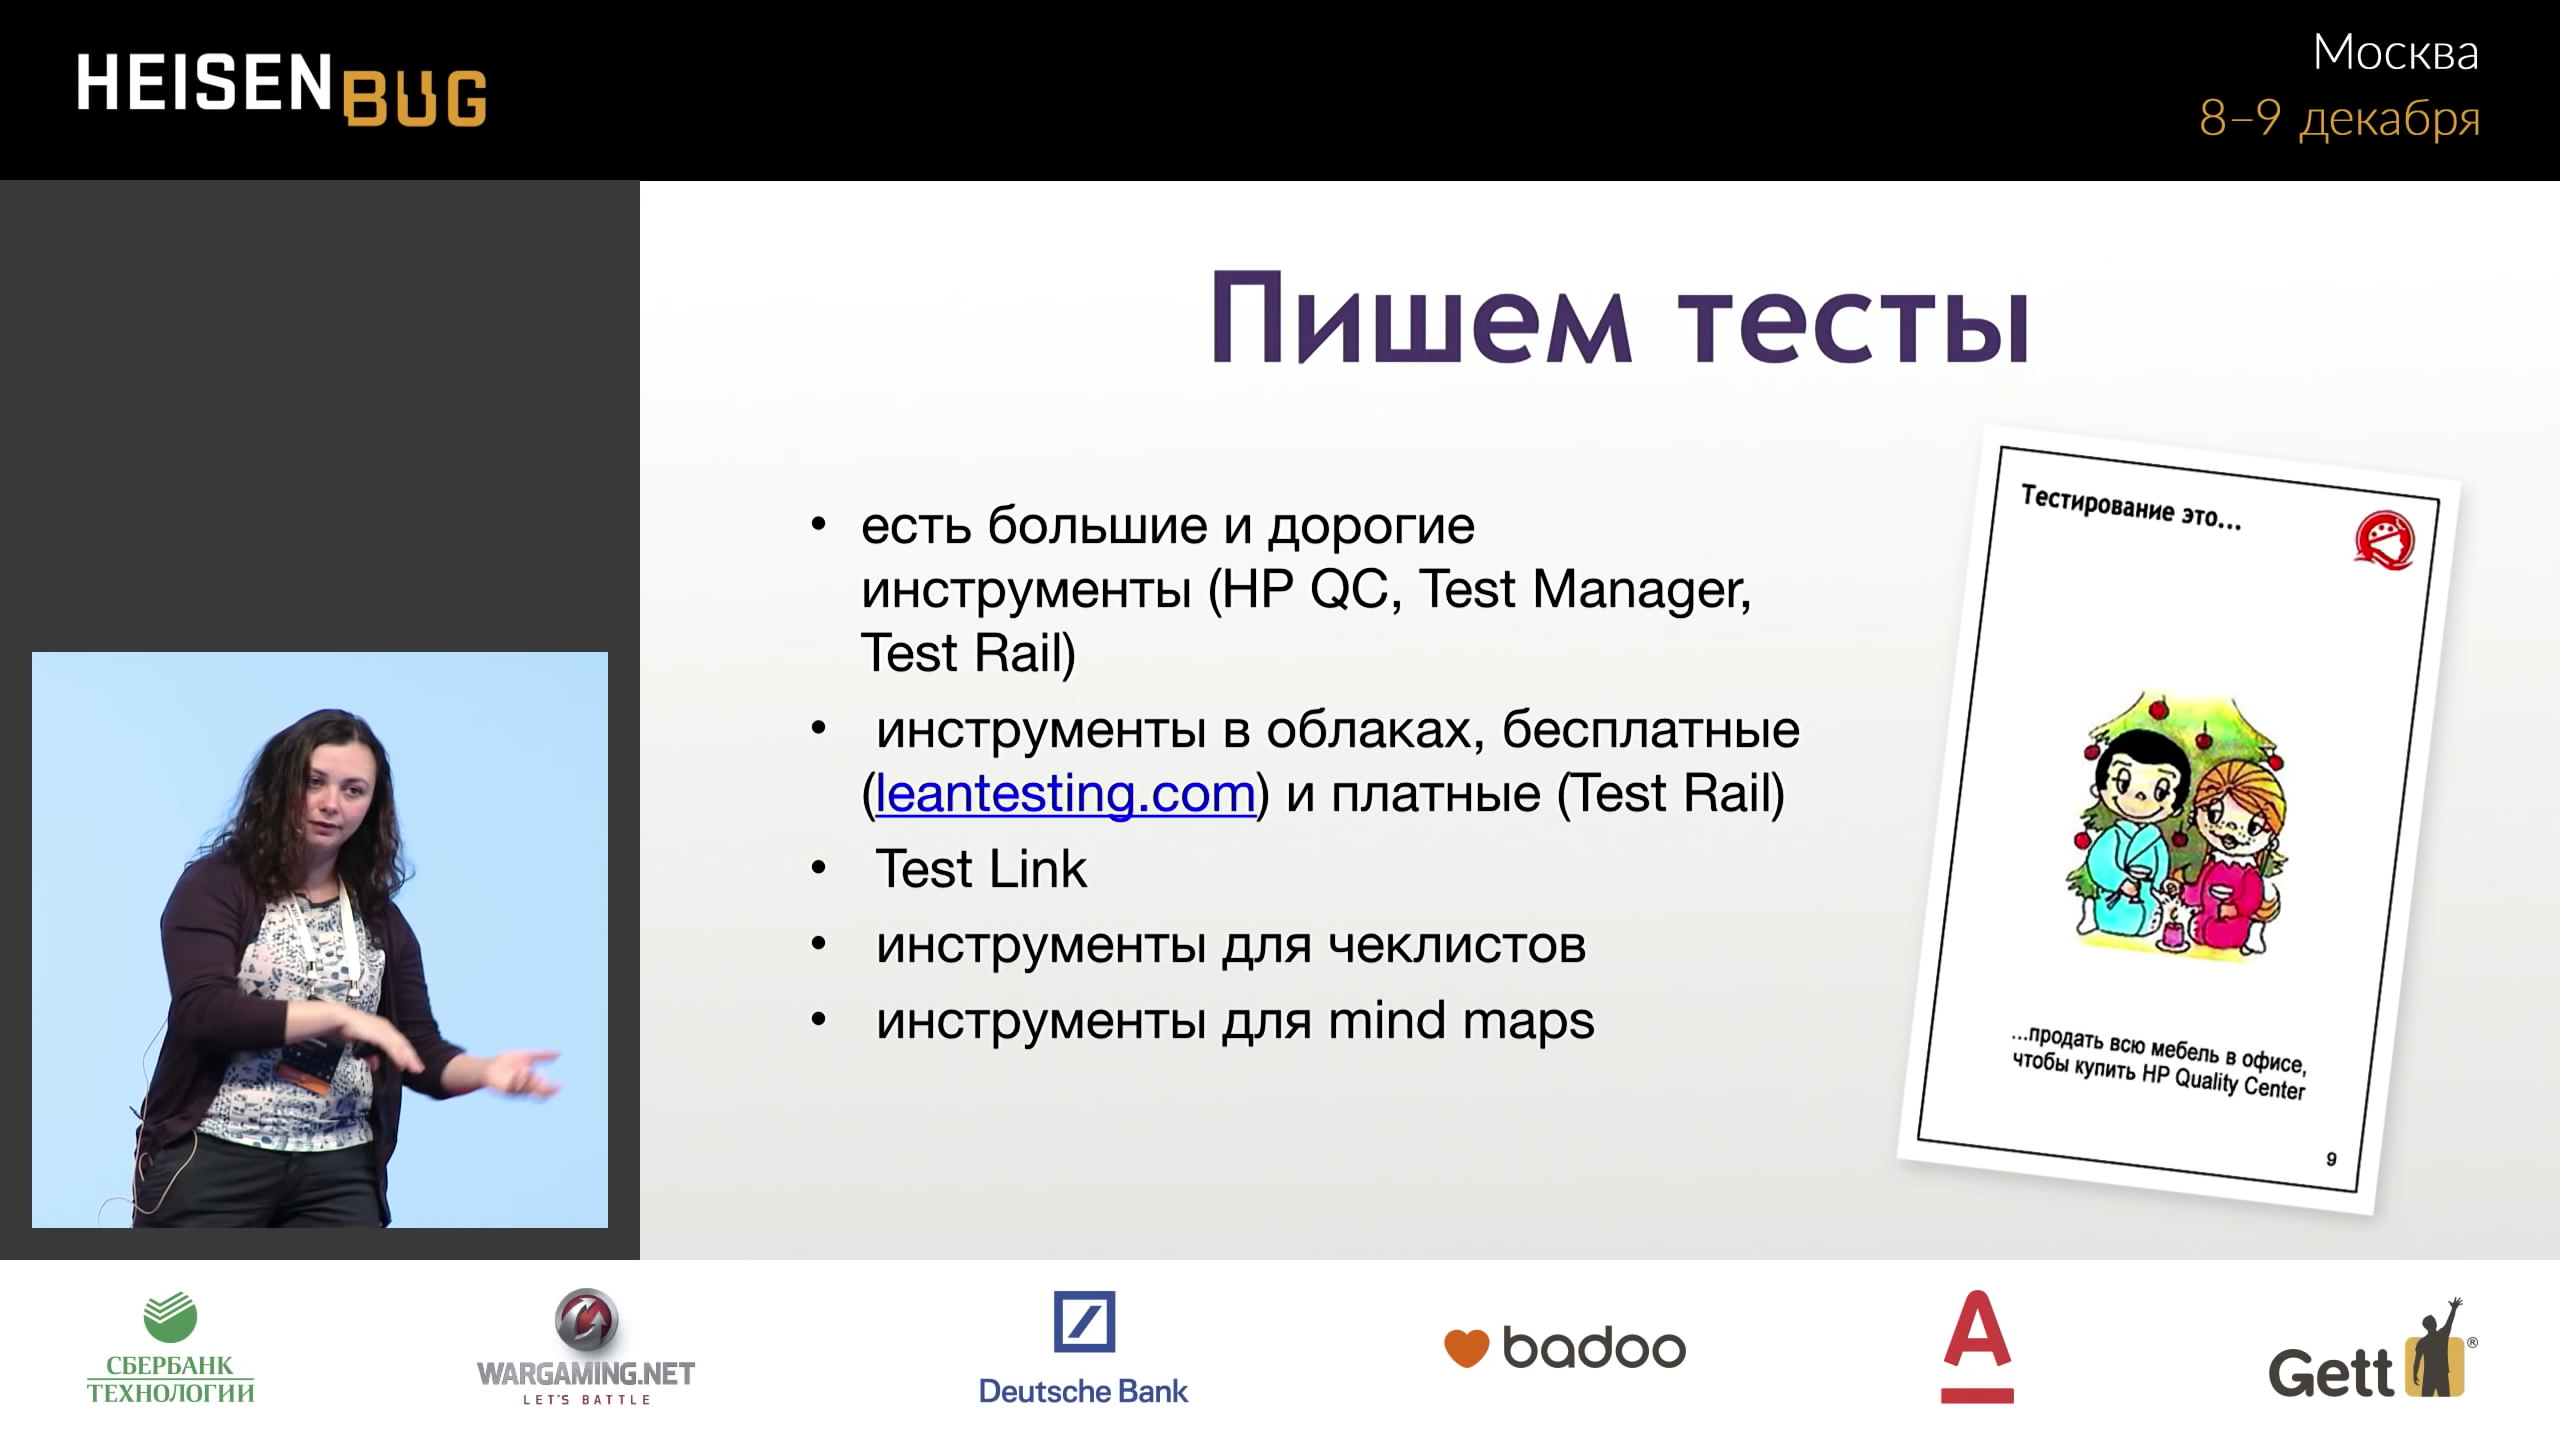 HEISENBUG
Москва
8–9 декабря
Пишем тесты
• есть большие и дорогие
инструменты (HP QC, Test Manager,
Test Rail)
• инструменты в облаках, бесплатные
(leantesting.com) и платные (Test Rail)
• Test Link
• инструменты для чеклистов
• инструменты для mind maps
Тестирование это...
...продать всю мебель в офисе,
чтобы купить HP Quality Center
9
СБЕРБАНК
ТЕХНОЛОГИИ
WARGAMING.NET
LET'S BATTLE
Deutsche Bank
badoo
А
Gett®